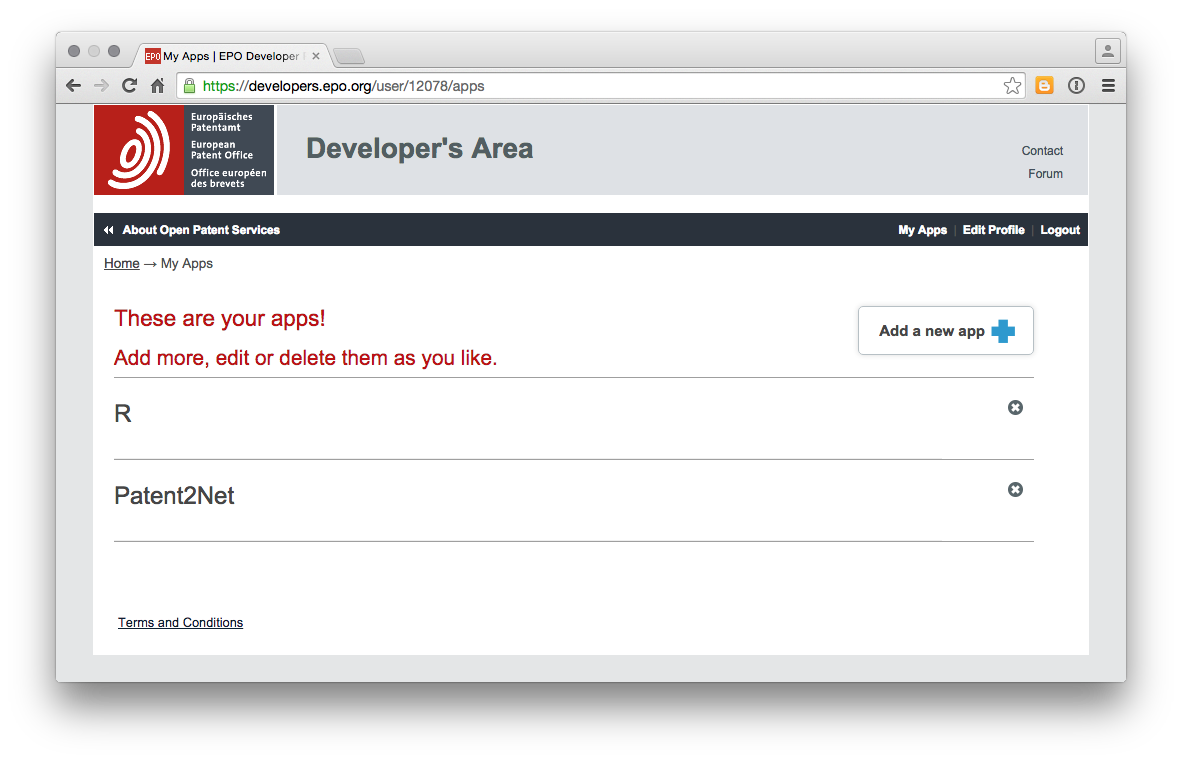 EPO My Apps | EPO Developer
https://developers.epo.org/user/12078/apps
Europäisches
Patentamt
European
Patent Office
Office européen
des brevets
Developer's Area
Contact
Forum
About Open Patent Services
My Apps | Edit Profile | Logout
Home → My Apps
These are your apps!
Add a new app
Add more, edit or delete them as you like.
R
Patent2Net
Terms and Conditions